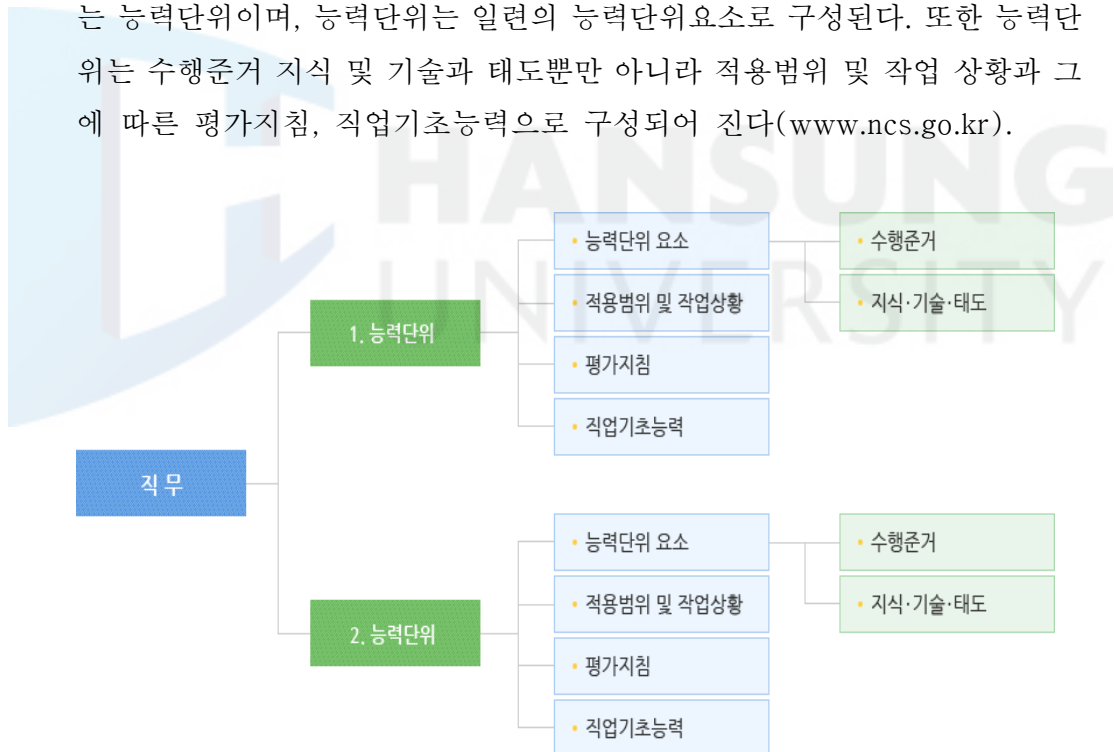 는 능력단위이며, 능력단위는 일련의 능력단위요소로 구성된다. 또한 능력단
위는 수행준거 지식 및 기술과 태도뿐만 아니라 적용범위 및 작업 상황과 그
에 따른 평가지침, 직업기초능력으로 구성되어 진다(www.ncs.go.kr).
HANSUNG
UNIVERSITY
직 무
1. 능력단위
• 능력단위 요소
• 수행준거
• 지식·기술·태도
• 적용범위 및 작업상황
• 평가지침
• 직업기초능력
2. 능력단위
• 능력단위 요소
• 수행준거
• 지식·기술·태도
• 적용범위 및 작업상황
• 평가지침
• 직업기초능력